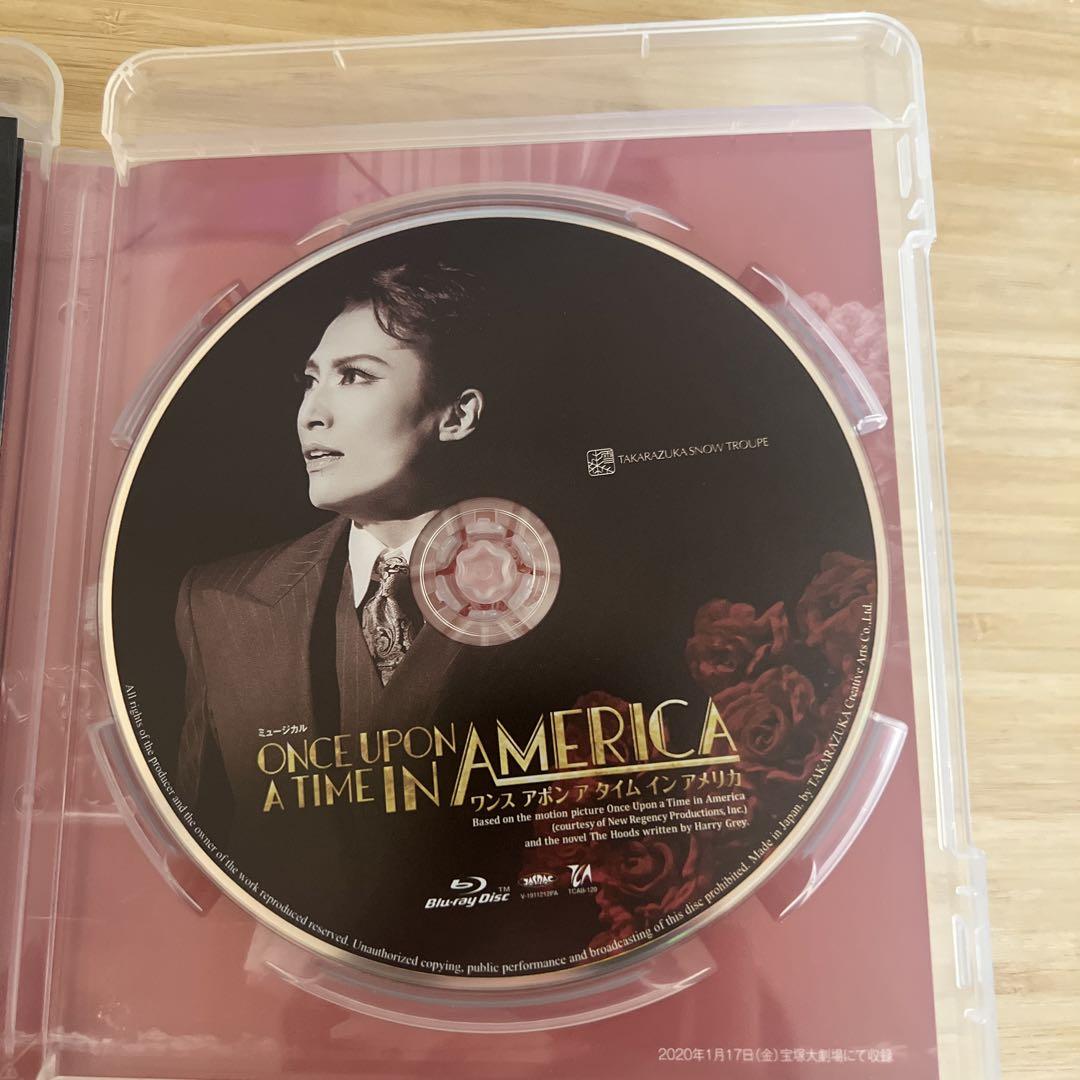 TAKARAZUKA SNOW TROUPE
ミュージカル
ONCE UPON
A TIME IN AMERICA
ワンス アポン ア タイム イン アメリカ
Based on the motion picture Once Upon a Time in America
(courtesy of New Regency Productions, Inc.)
and the novel The Hoods written by Harry Grey.
Blu-ray Disc™
JASRAC
V-1911212PA
TCA
TCAB-120
All rights of the producer and the owner of the work reproduced reserved. Unauthorized copying, public performance and broadcasting of this disc prohibited. Made in Japan. by TAKARAZUKA Creative Arts Co.,Ltd.
2020年1月17日(金)宝塚大劇場にて収録